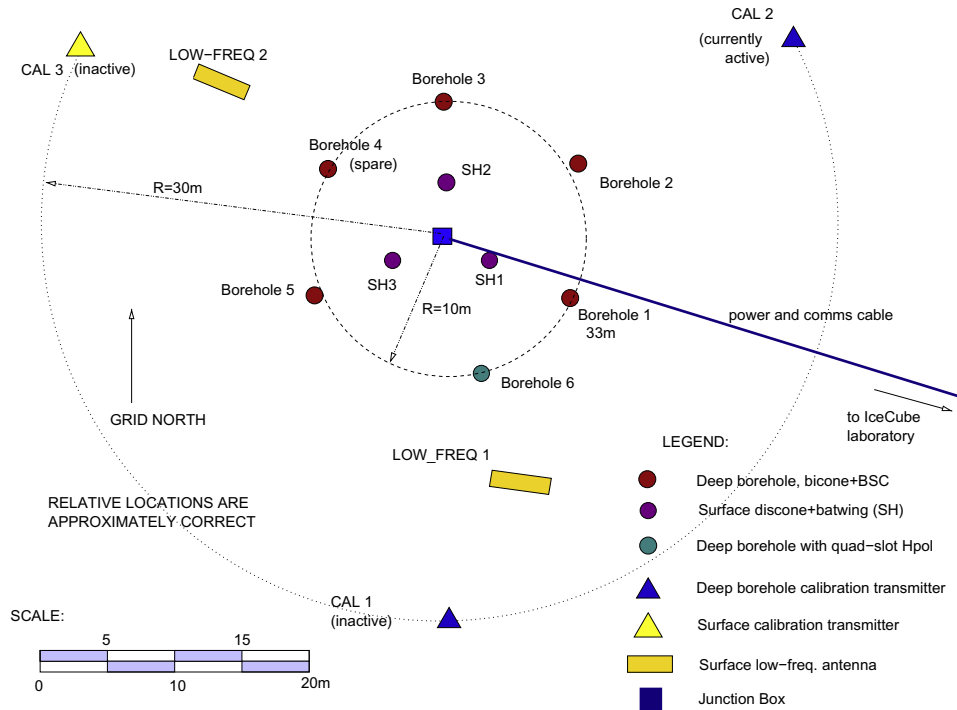 CAL 2
(currently
active)
LOW−FREQ 2
CAL 3 (inactive)
Borehole 3
Borehole 4
(spare)
SH2
Borehole 2
R=30m
SH3
SH1
Borehole 5
R=10m
Borehole 1
33m
power and comms cable
Borehole 6
GRID NORTH
to IceCube
laboratory
LOW_FREQ 1
RELATIVE LOCATIONS ARE
APPROXIMATELY CORRECT
CAL 1
(inactive)
SCALE:
5
15
0
10
20m
LEGEND:
Deep borehole, bicone+BSC
Surface discone+batwing (SH)
Deep borehole with quad−slot Hpol
Deep borehole calibration transmitter
Surface calibration transmitter
Surface low−freq. antenna
Junction Box